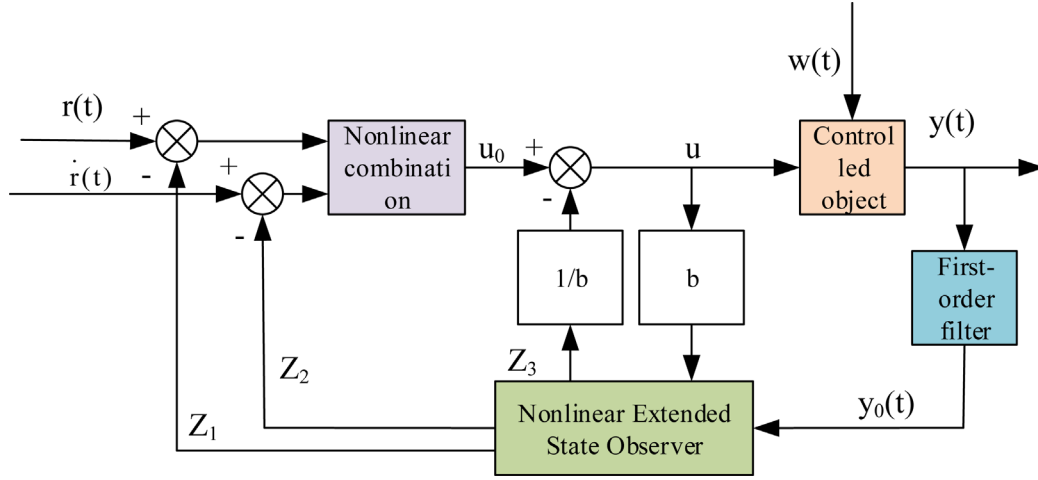 w(t)
r(t)
+
-
ṙ(t)
+
-
Nonlinear
combinati
on
u₀
+
-
u
Control
led
object
y(t)
1/b
b
First-
order
filter
Z₁
Z₂
Z₃
Nonlinear Extended
State Observer
y₀(t)